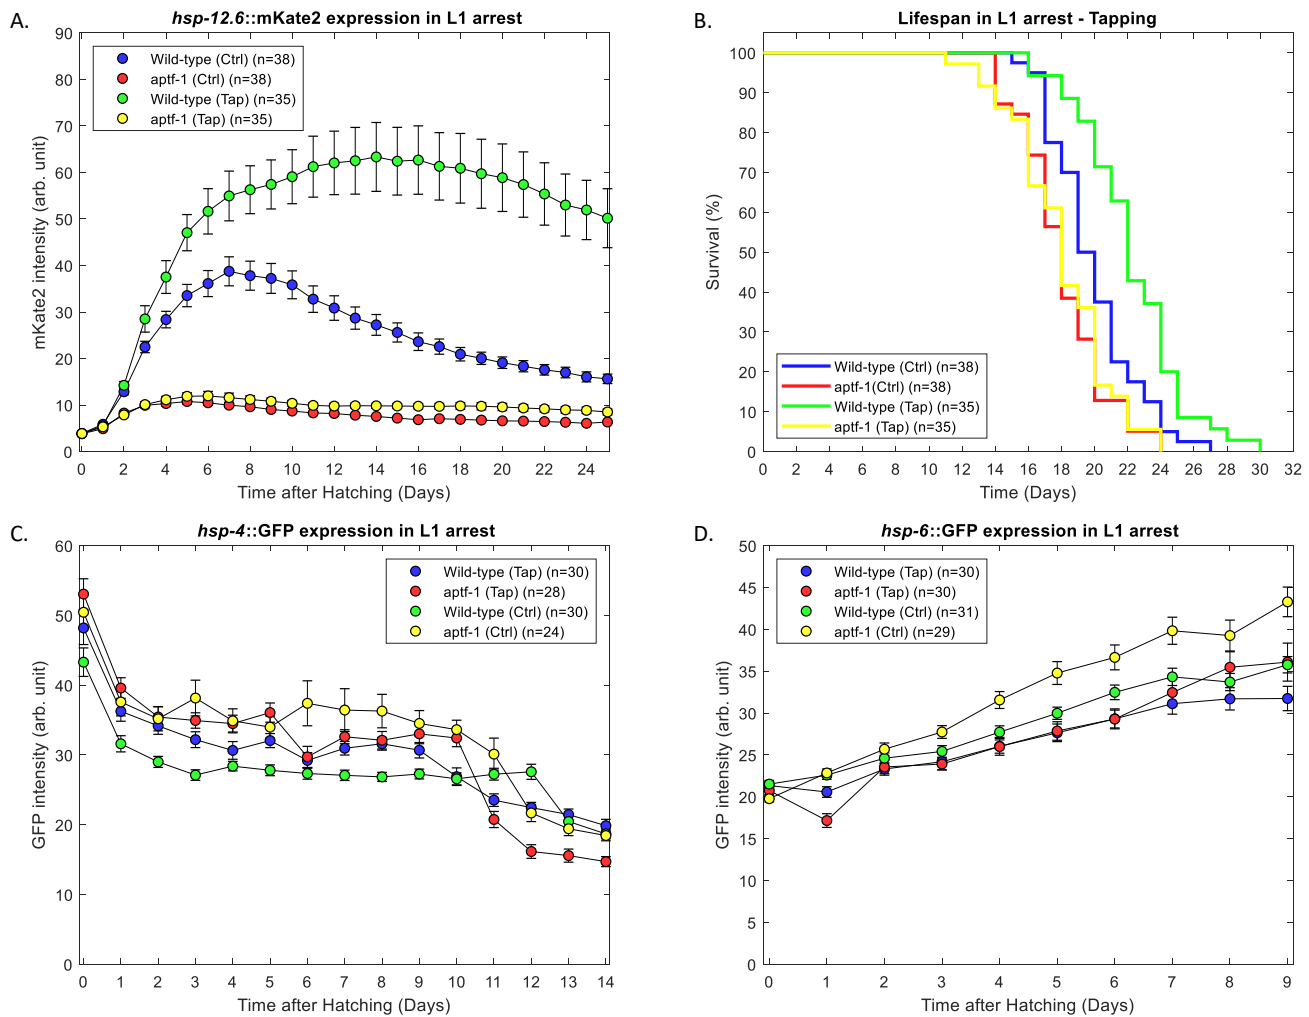 A.
hsp-12.6::mKate2 expression in L1 arrest
90
80
70
60
50
40
30
20
10
0
mKate2 intensity (arb. unit)
Wild-type (Ctrl) (n=38)
aptf-1 (Ctrl) (n=38)
Wild-type (Tap) (n=35)
aptf-1 (Tap) (n=35)
0 2 4 6 8 10 12 14 16 18 20 22 24
Time after Hatching (Days)
B.
Lifespan in L1 arrest - Tapping
100
90
80
70
60
50
40
30
20
10
0
Survival (%)
Wild-type (Ctrl) (n=38)
aptf-1(Ctrl) (n=38)
Wild-type (Tap) (n=35)
aptf-1 (Tap) (n=35)
0 2 4 6 8 10 12 14 16 18 20 22 24 26 28 30 32
Time (Days)
C.
hsp-4::GFP expression in L1 arrest
60
50
40
30
20
10
0
GFP intensity (arb. unit)
Wild-type (Tap) (n=30)
aptf-1 (Tap) (n=28)
Wild-type (Ctrl) (n=30)
aptf-1 (Ctrl) (n=24)
0 1 2 3 4 5 6 7 8 9 10 11 12 13 14
Time after Hatching (Days)
D.
hsp-6::GFP expression in L1 arrest
50
45
40
35
30
25
20
15
10
5
0
GFP intensity (arb. unit)
Wild-type (Tap) (n=30)
aptf-1 (Tap) (n=30)
Wild-type (Ctrl) (n=31)
aptf-1 (Ctrl) (n=29)
0 1 2 3 4 5 6 7 8 9
Time after Hatching (Days)